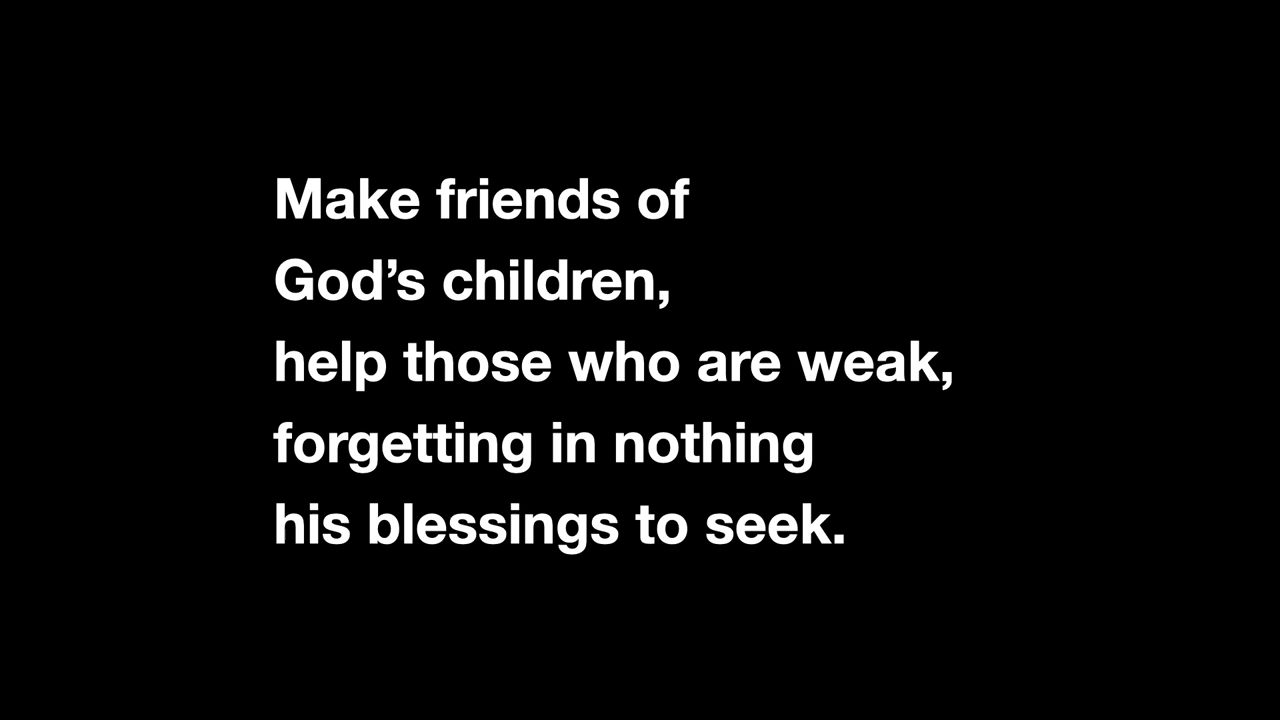 Make friends of
God’s children,
help those who are weak,
forgetting in nothing
his blessings to seek.